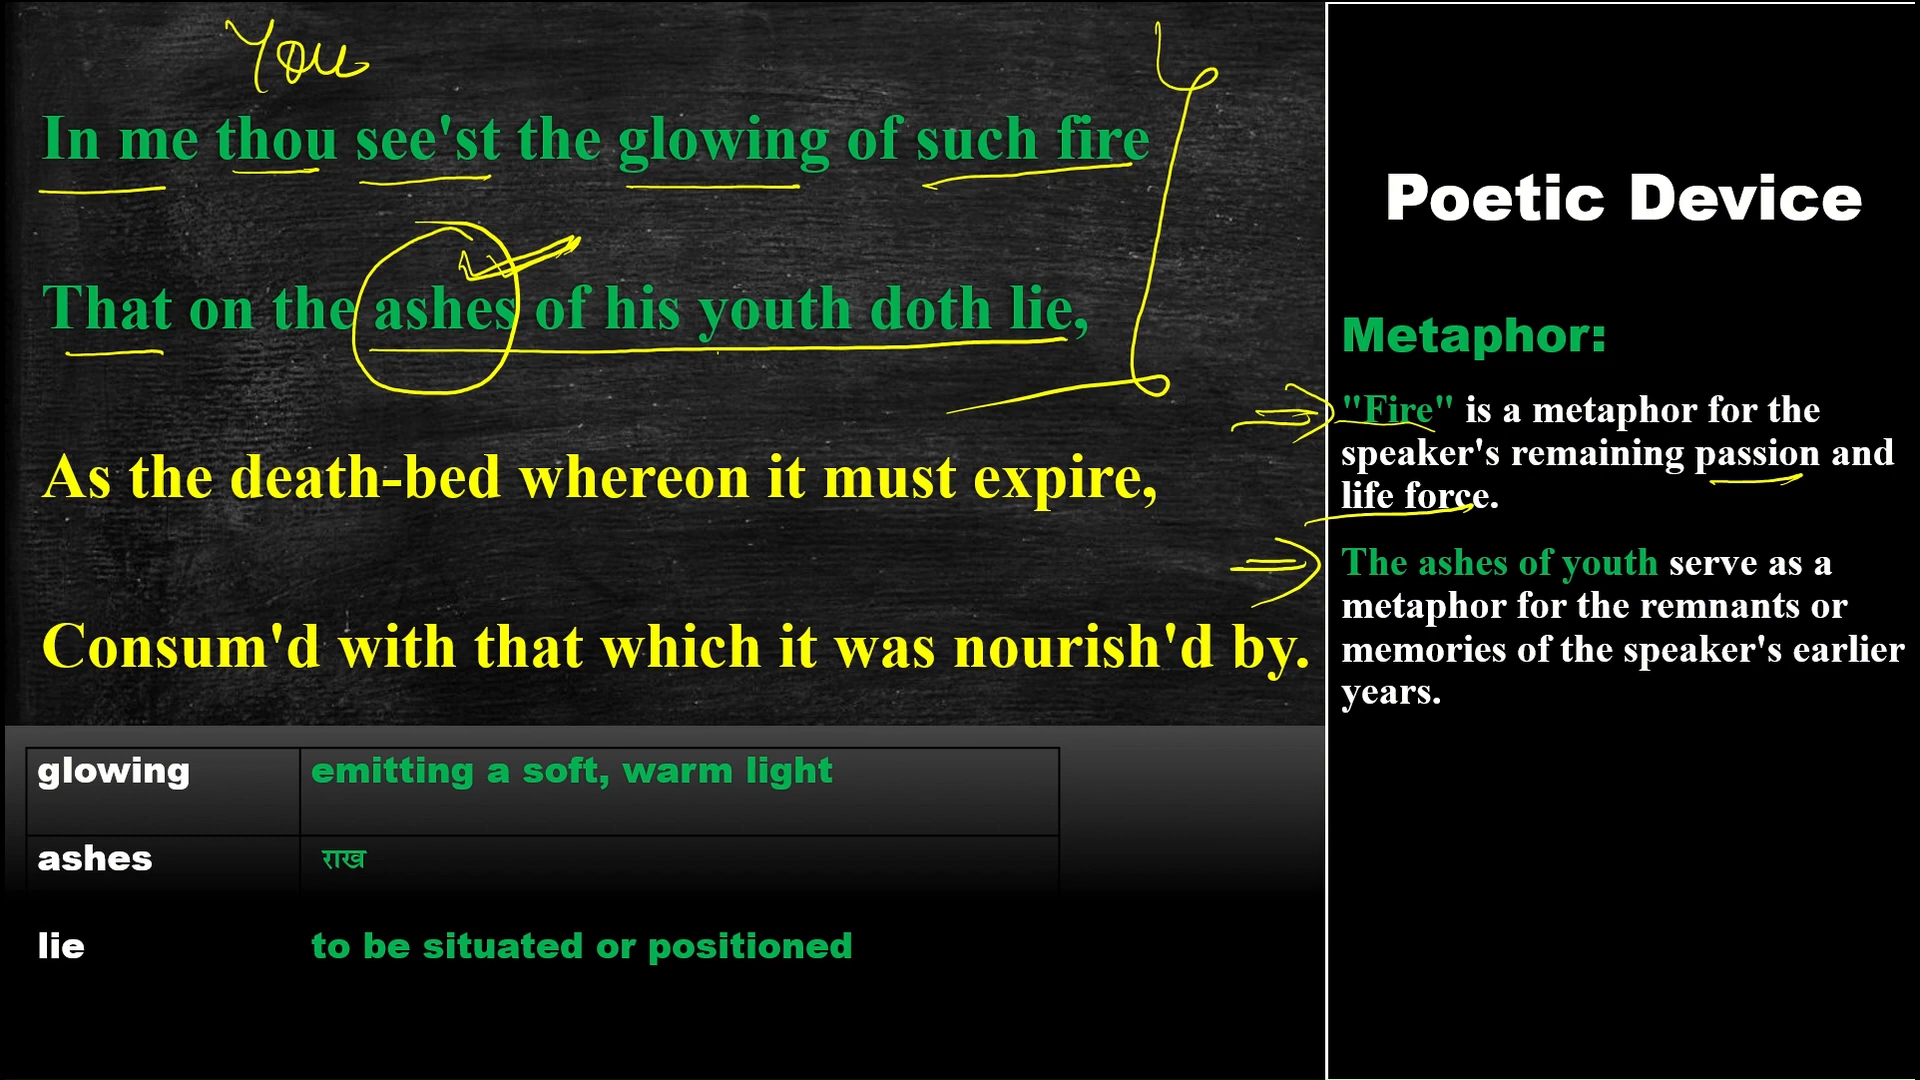 You
In me thou see'st the glowing of such fire
That on the ashes of his youth doth lie,
As the death-bed whereon it must expire,
Consum'd with that which it was nourish'd by.
glowing emitting a soft, warm light
ashes राख
lie to be situated or positioned
Poetic Device
Metaphor:
"Fire" is a metaphor for the
speaker's remaining passion and
life force.
The ashes of youth serve as a
metaphor for the remnants or
memories of the speaker's earlier
years.